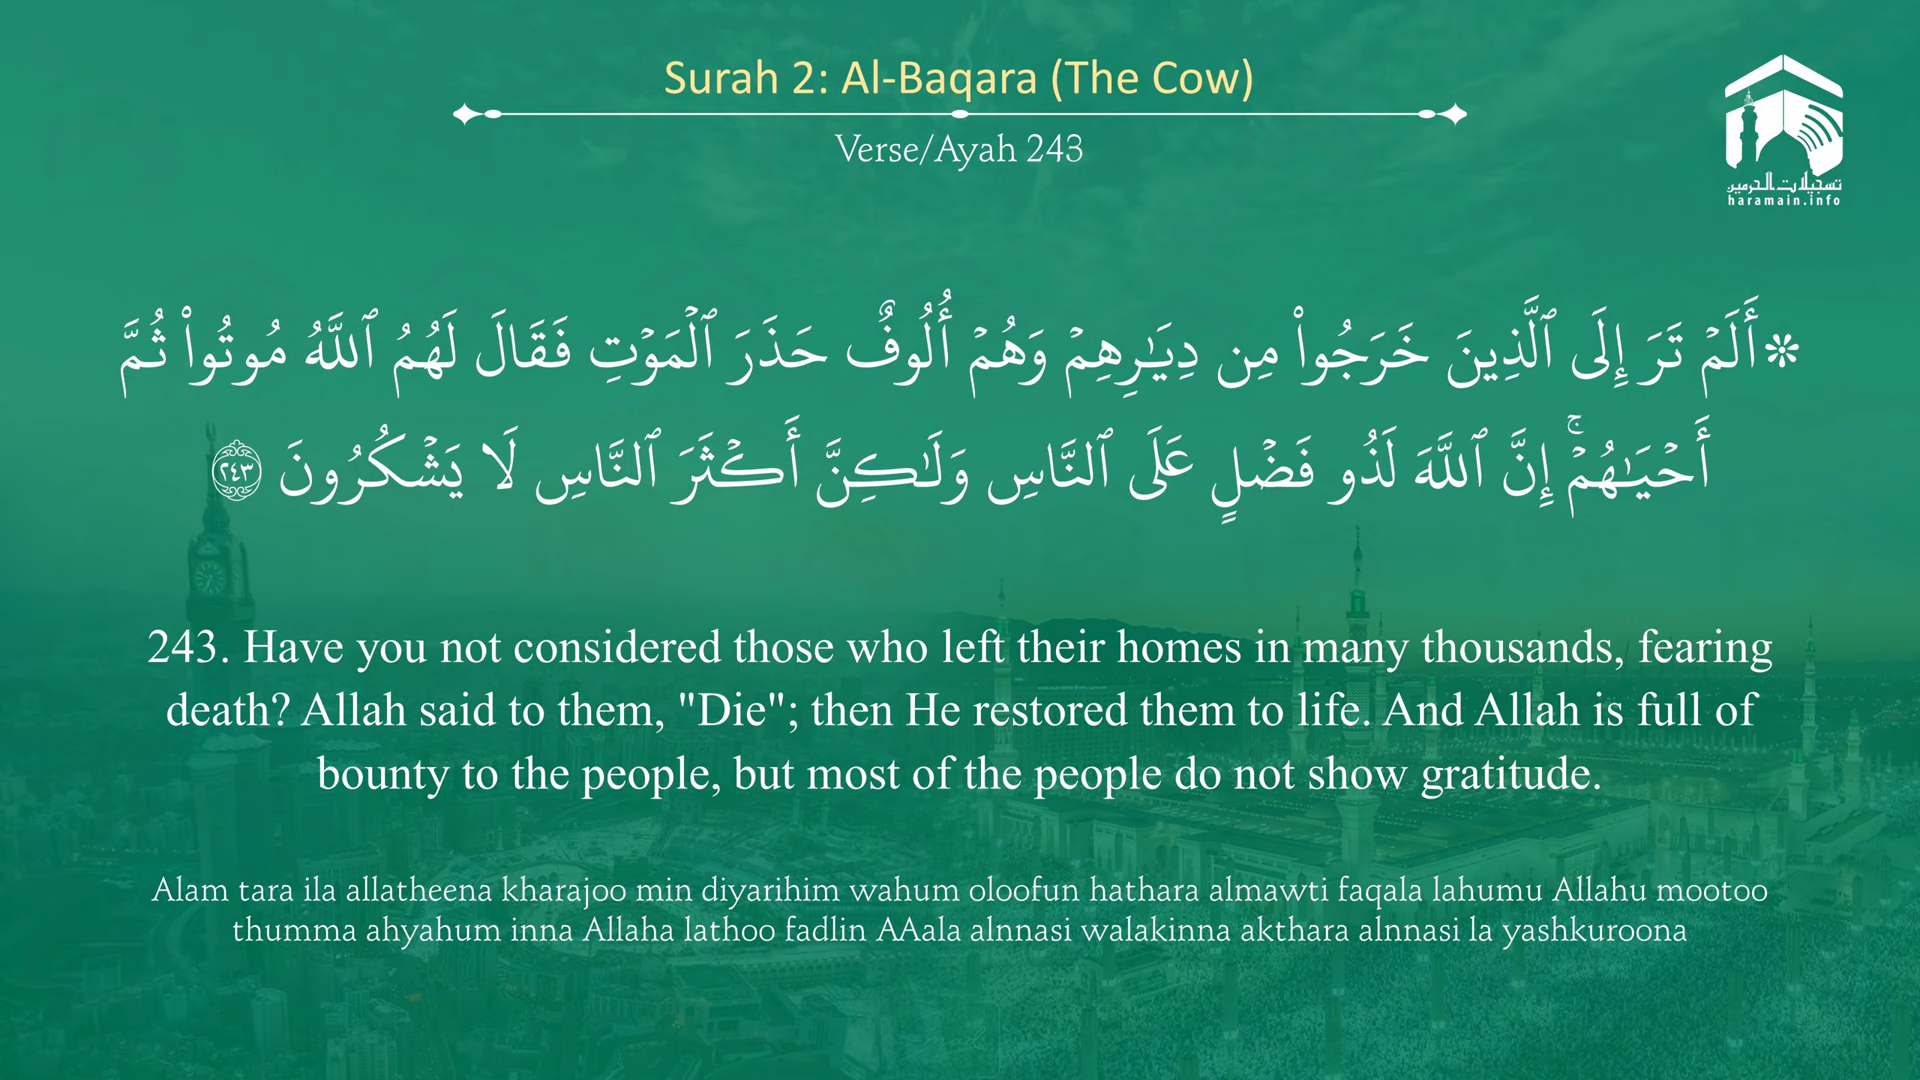 Surah 2: Al-Baqara (The Cow)
Verse/Ayah 243
تسجيلات الحرمين
haramain.info
۞أَلَمۡ تَرَ إِلَى ٱلَّذِينَ خَرَجُواْ مِن دِيَٰرِهِمۡ وَهُمۡ أُلُوفٌ حَذَرَ ٱلۡمَوۡتِ فَقَالَ لَهُمُ ٱللَّهُ مُوتُواْ ثُمَّ
أَحۡيَٰهُمۡۚ إِنَّ ٱللَّهَ لَذُو فَضۡلٍ عَلَى ٱلنَّاسِ وَلَٰكِنَّ أَكۡثَرَ ٱلنَّاسِ لَا يَشۡكُرُونَ ٢٤٣
243. Have you not considered those who left their homes in many thousands, fearing
death? Allah said to them, "Die"; then He restored them to life. And Allah is full of
bounty to the people, but most of the people do not show gratitude.
Alam tara ila allatheena kharajoo min diyarihim wahum oloofun hathara almawti faqala lahumu Allahu mootoo
thumma ahyahum inna Allaha lathoo fadlin AAala alnnasi walakinna akthara alnnasi la yashkuroona